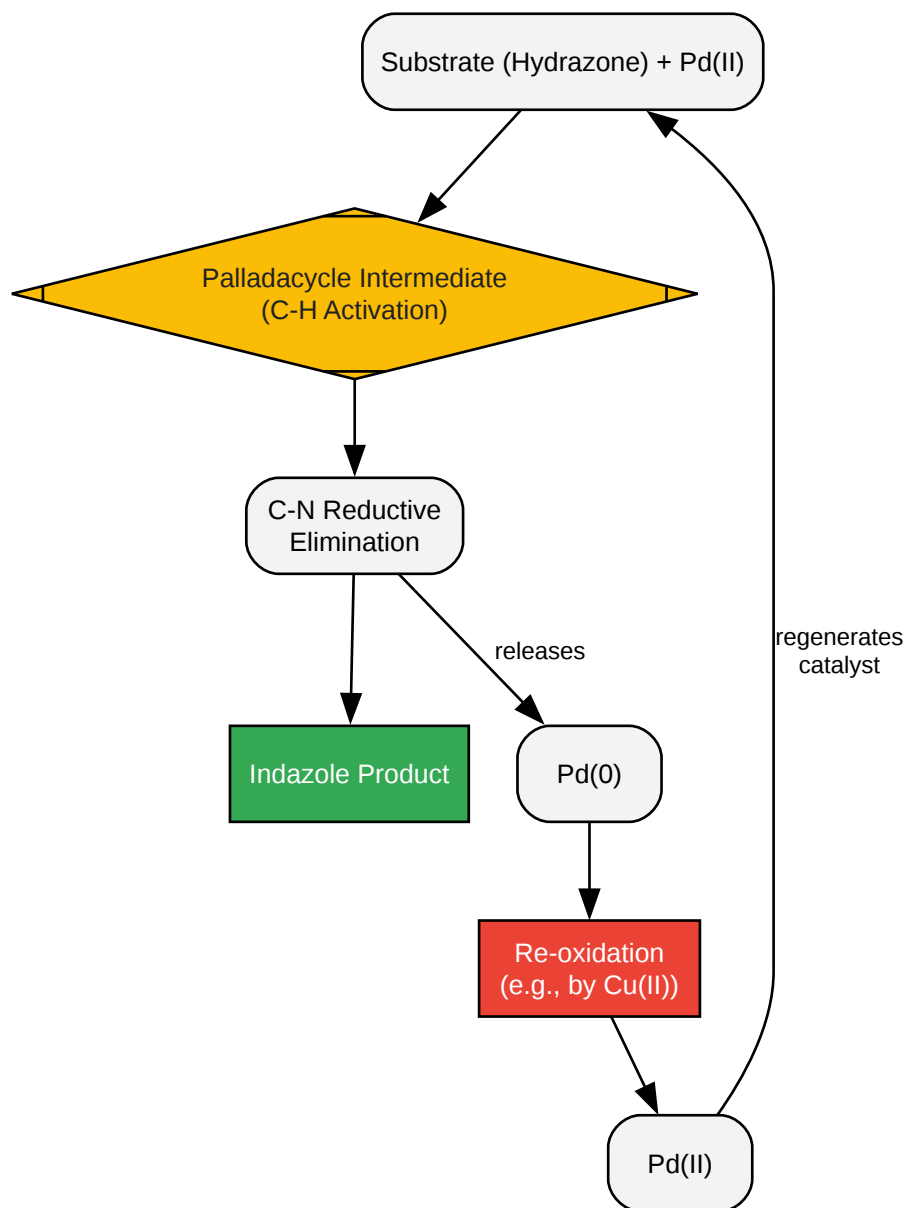 Substrate (Hydrazone) + Pd(II)
Palladacycle Intermediate
(C-H Activation)
C-N Reductive
Elimination
releases
regenerates
catalyst
Indazole Product
Pd(0)
Re-oxidation
(e.g., by Cu(II))
Pd(II)